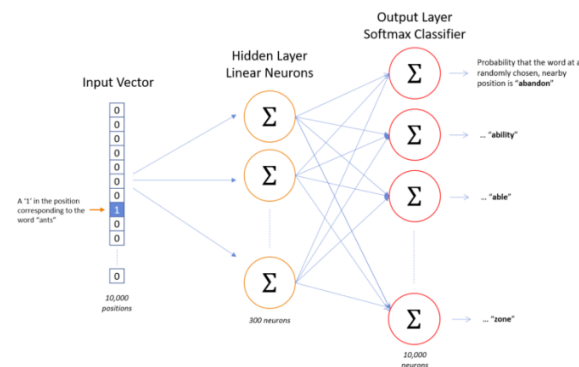 Output Layer
Softmax Classifier
Hidden Layer
Linear Neurons
Input Vector
Probability that the word at a
randomly chosen, nearby
position is "abandon"
0
0
0
0
0
0
0
1
0
0
0
A '1' in the position
corresponding to the
word "ants"
10,000
positions
Σ
Σ
Σ
300 neurons
Σ
Σ
Σ
Σ
10,000
neurons
... "ability"
... "able"
... "zone"